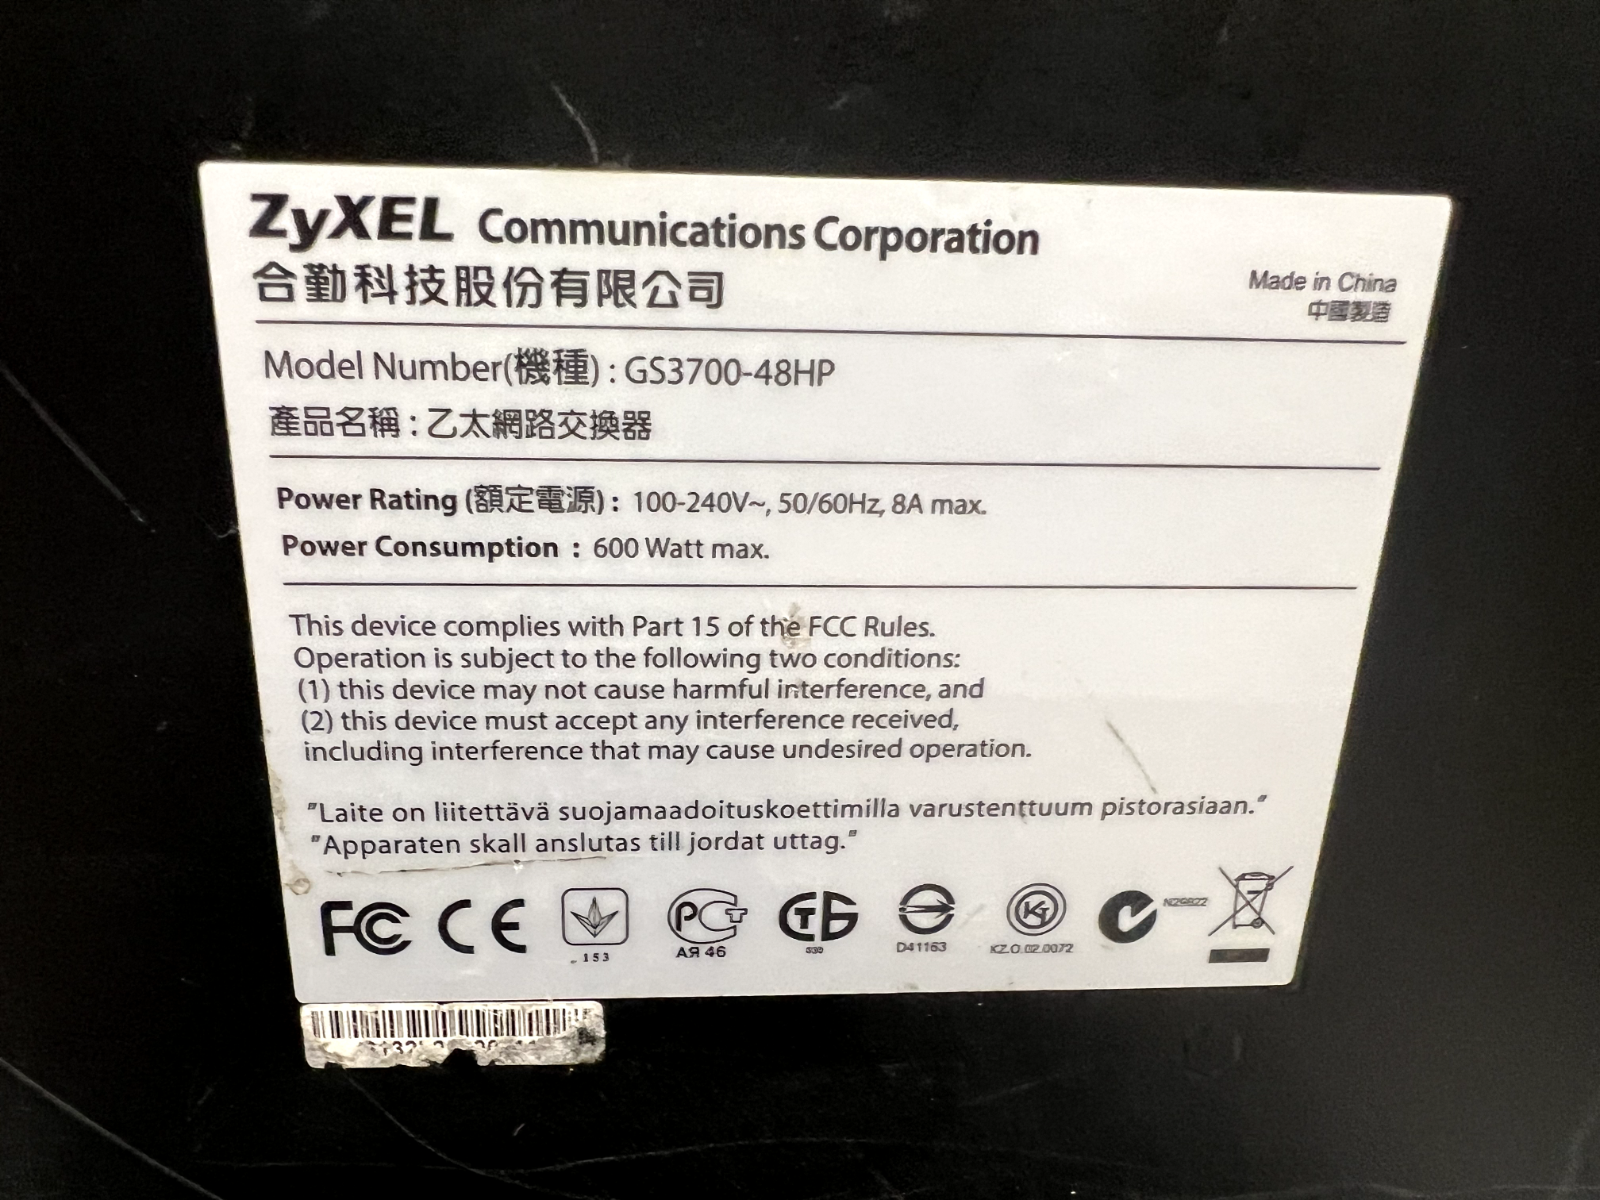 ZyXEL Communications Corporation
合勤科技股份有限公司
Made in China
中國製造
Model Number(機種) : GS3700-48HP
產品名稱 : 乙太網路交換器
Power Rating (額定電源) : 100-240V~, 50/60Hz, 8A max.
Power Consumption : 600 Watt max.
This device complies with Part 15 of the FCC Rules.
Operation is subject to the following two conditions:
(1) this device may not cause harmful interference, and
(2) this device must accept any interference received,
including interference that may cause undesired operation.
"Laite on liitettävä suojamaadoituskoettimilla varustenttuum pistorasiaan."
"Apparaten skall anslutas till jordat uttag."
FC CE PCT СТБ KT N29822
153 АЯ 46 D41163 KZ.O.02.0072